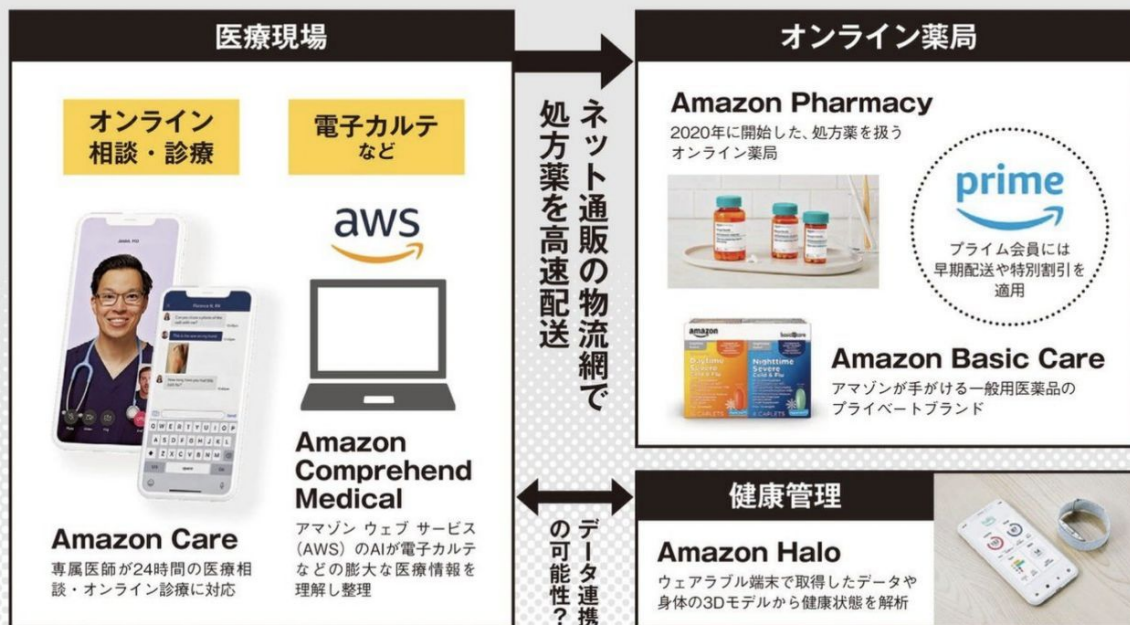 医療現場
オンライン
相談・診療
電子カルテ
など
aws
Amazon Care
専属医師が24時間の医療相
談・オンライン診療に対応
Amazon
Comprehend
Medical
アマゾン ウェブ サービス
(AWS)のAIが電子カルテ
などの膨大な医療情報を
理解し整理
ネット通販の物流網で
処方薬を高速配送
データ連携
の可能性?
オンライン薬局
Amazon Pharmacy
2020年に開始した、処方薬を扱う
オンライン薬局
prime
プライム会員には
早期配送や特別割引を
適用
amazon
basic care
Daytime
Severe
Cold & Flu
Nighttime
Severe
Cold & Flu
Amazon Basic Care
アマゾンが手がける一般用医薬品の
プライベートブランド
健康管理
Amazon Halo
ウェアラブル端末で取得したデータや
身体の3Dモデルから健康状態を解析